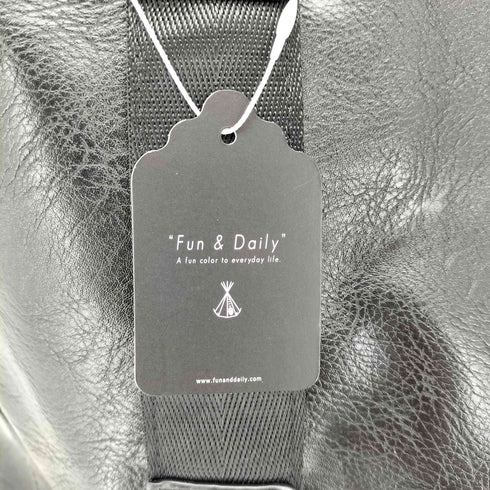 "Fun & Daily"
A fun color to everyday life.
www.funanddaily.com